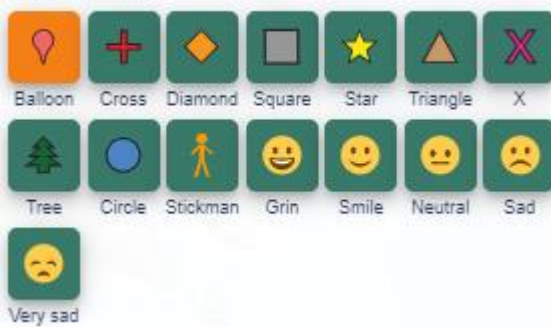 Balloon Cross Diamond Square Star Triangle X
Tree Circle Stickman Grin Smile Neutral Sad
Very sad